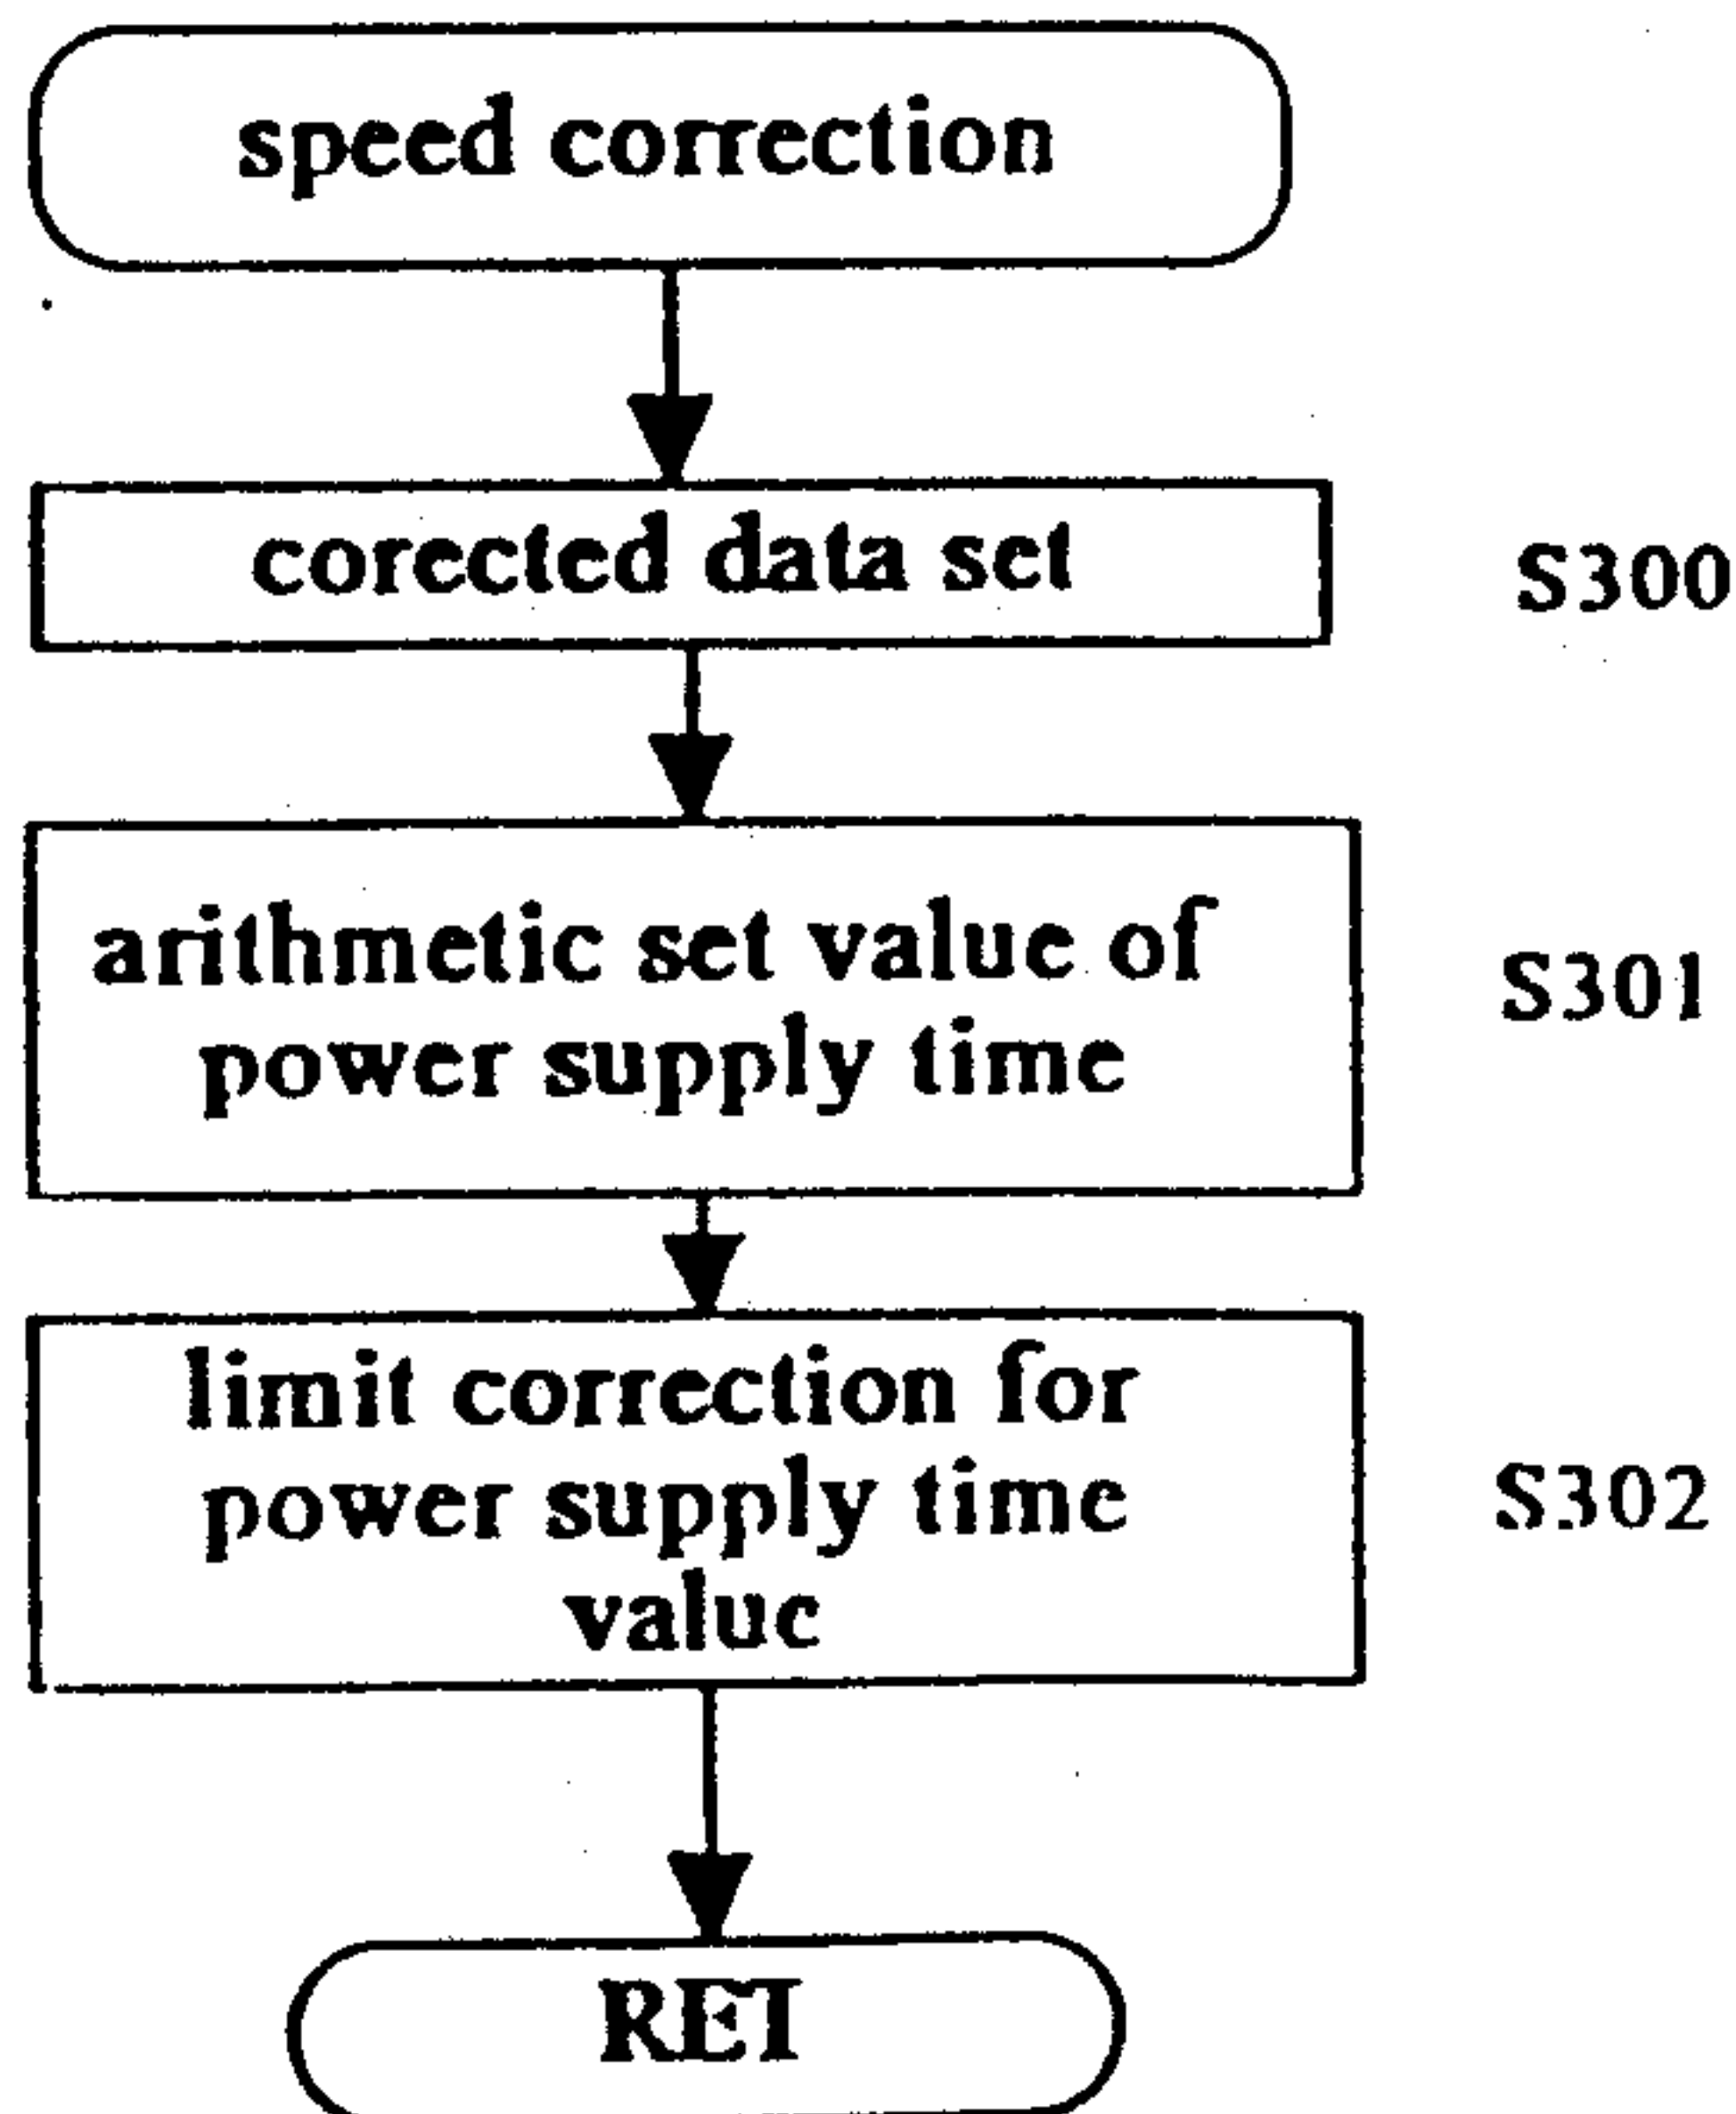 speed correction
corected data set
S300
arithmetic set value of
power supply time
S301
limit correction for
power supply time
value
S302
RET